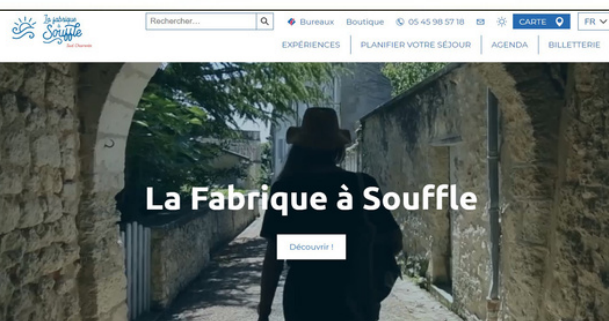 La fabrique
à
Souffle
Sud Charente
Rechercher...
Bureaux Boutique 05 45 98 57 18 CARTE FR
EXPÉRIENCES PLANIFIER VOTRE SÉJOUR AGENDA BILLETTERIE
La Fabrique à Souffle
Découvrir !